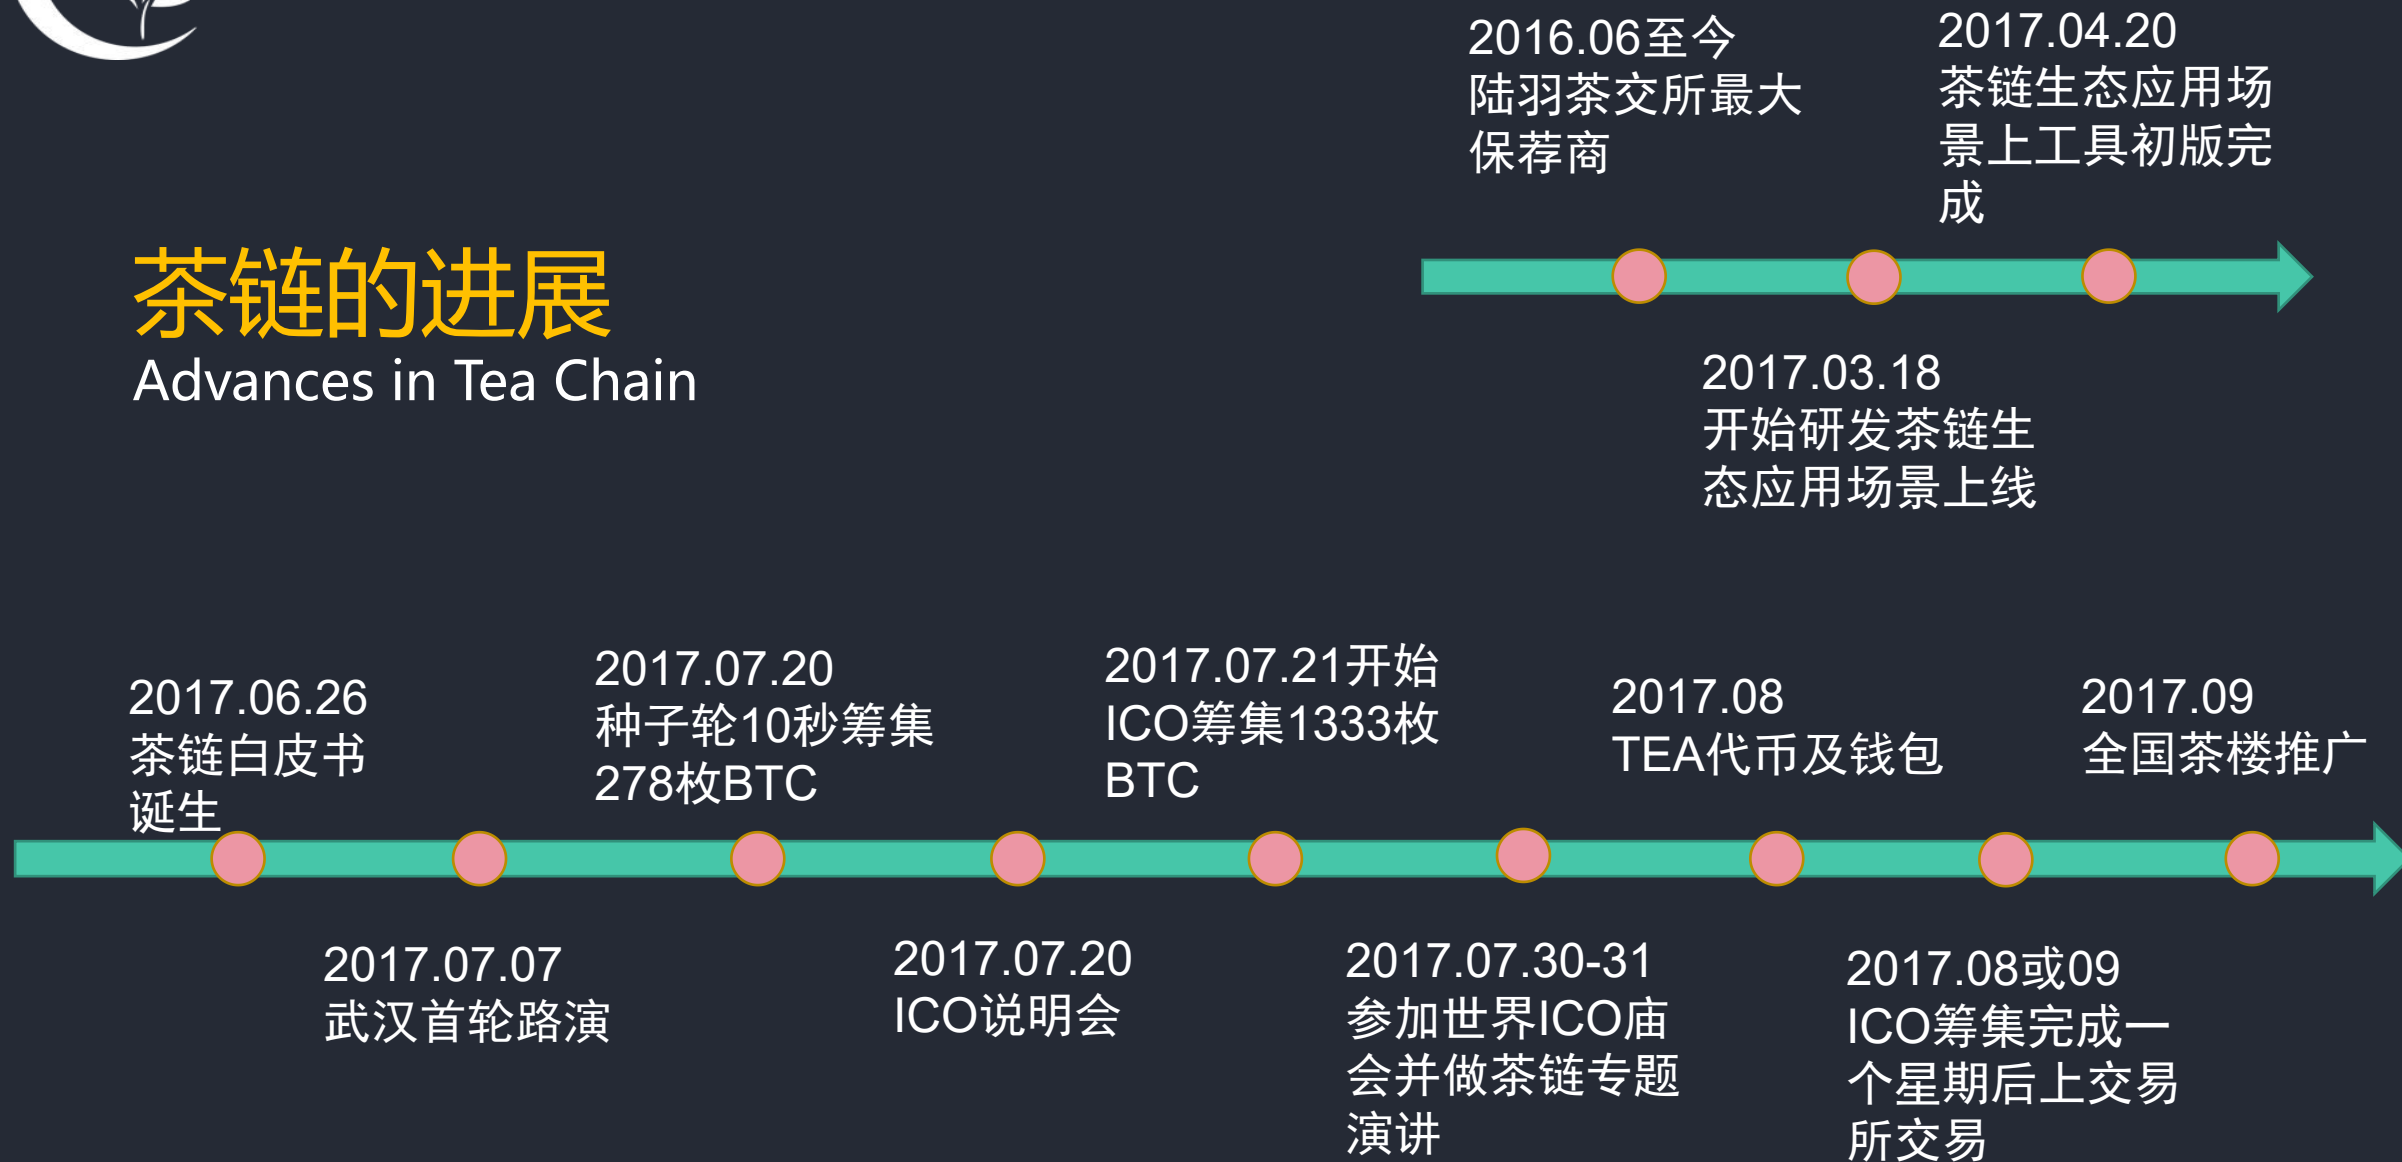 茶链的进展
Advances in Tea Chain
2016.06至今
陆羽茶交所最大
保荐商
2017.03.18
开始研发茶链生
态应用场景上线
2017.04.20
茶链生态应用场
景上工具初版完
成
2017.06.26
茶链白皮书
诞生
2017.07.07
武汉首轮路演
2017.07.20
种子轮10秒筹集
278枚BTC
2017.07.20
ICO说明会
2017.07.21开始
ICO筹集1333枚
BTC
2017.07.30-31
参加世界ICO庙
会并做茶链专题
演讲
2017.08
TEA代币及钱包
2017.08或09
ICO筹集完成一
个星期后上交易
所交易
2017.09
全国茶楼推广